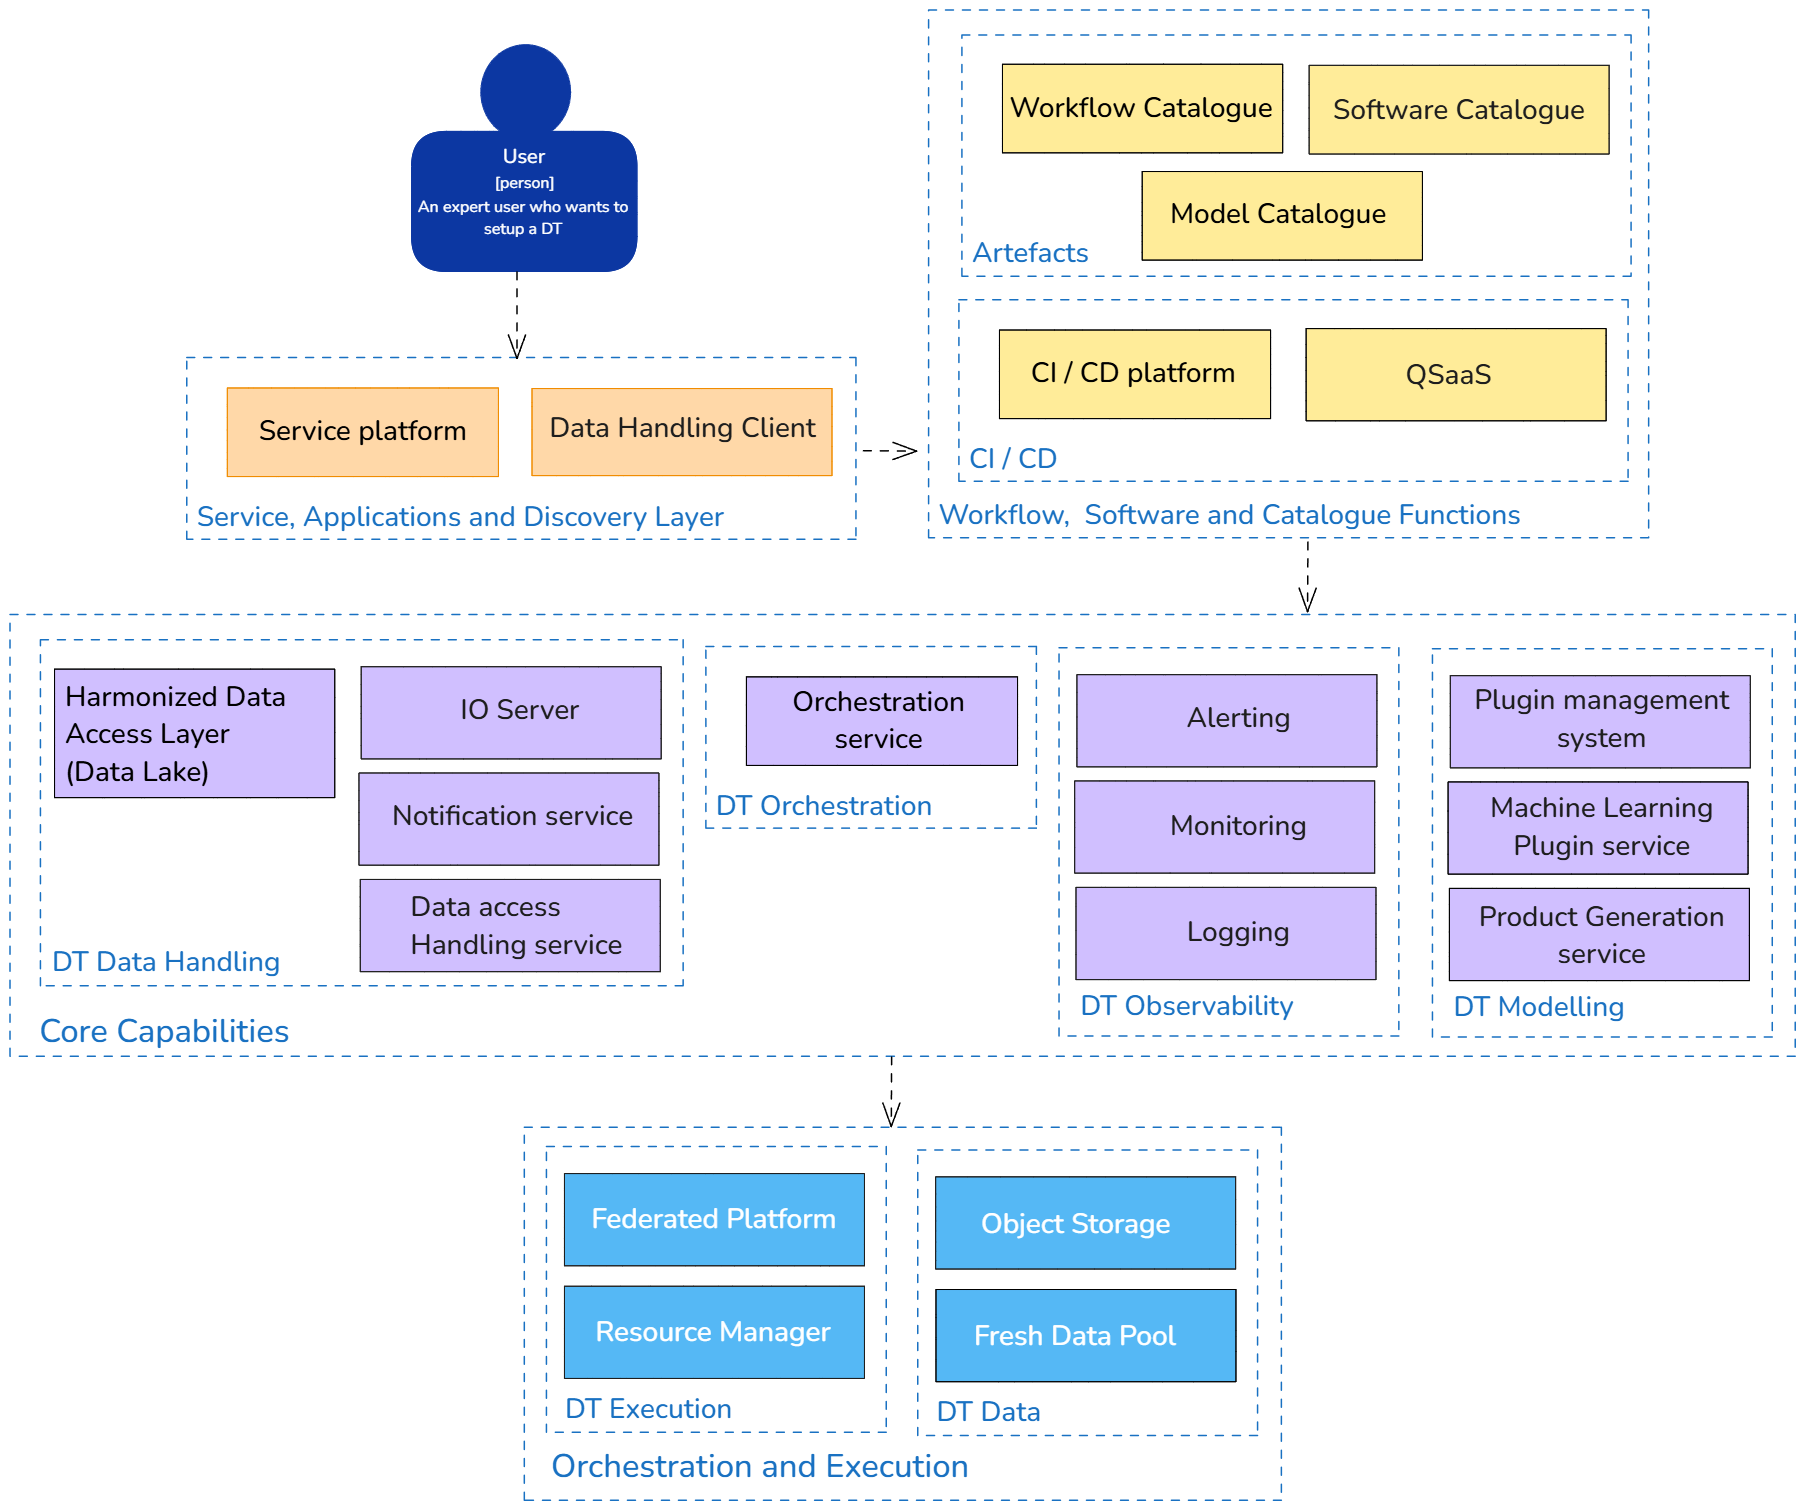 User
[person]
An expert user who wants to
setup a DT
Service platform
Data Handling Client
Service, Applications and Discovery Layer
Workflow Catalogue
Software Catalogue
Model Catalogue
Artefacts
CI / CD platform
QSaaS
CI / CD
Workflow,  Software and Catalogue Functions
Harmonized Data
Access Layer
(Data Lake)
IO Server
Notification service
Data access
Handling service
DT Data Handling
Orchestration
service
DT Orchestration
Alerting
Monitoring
Logging
DT Observability
Plugin management
system
Machine Learning
Plugin service
Product Generation
service
DT Modelling
Core Capabilities
Federated Platform
Resource Manager
DT Execution
Object Storage
Fresh Data Pool
DT Data
Orchestration and Execution